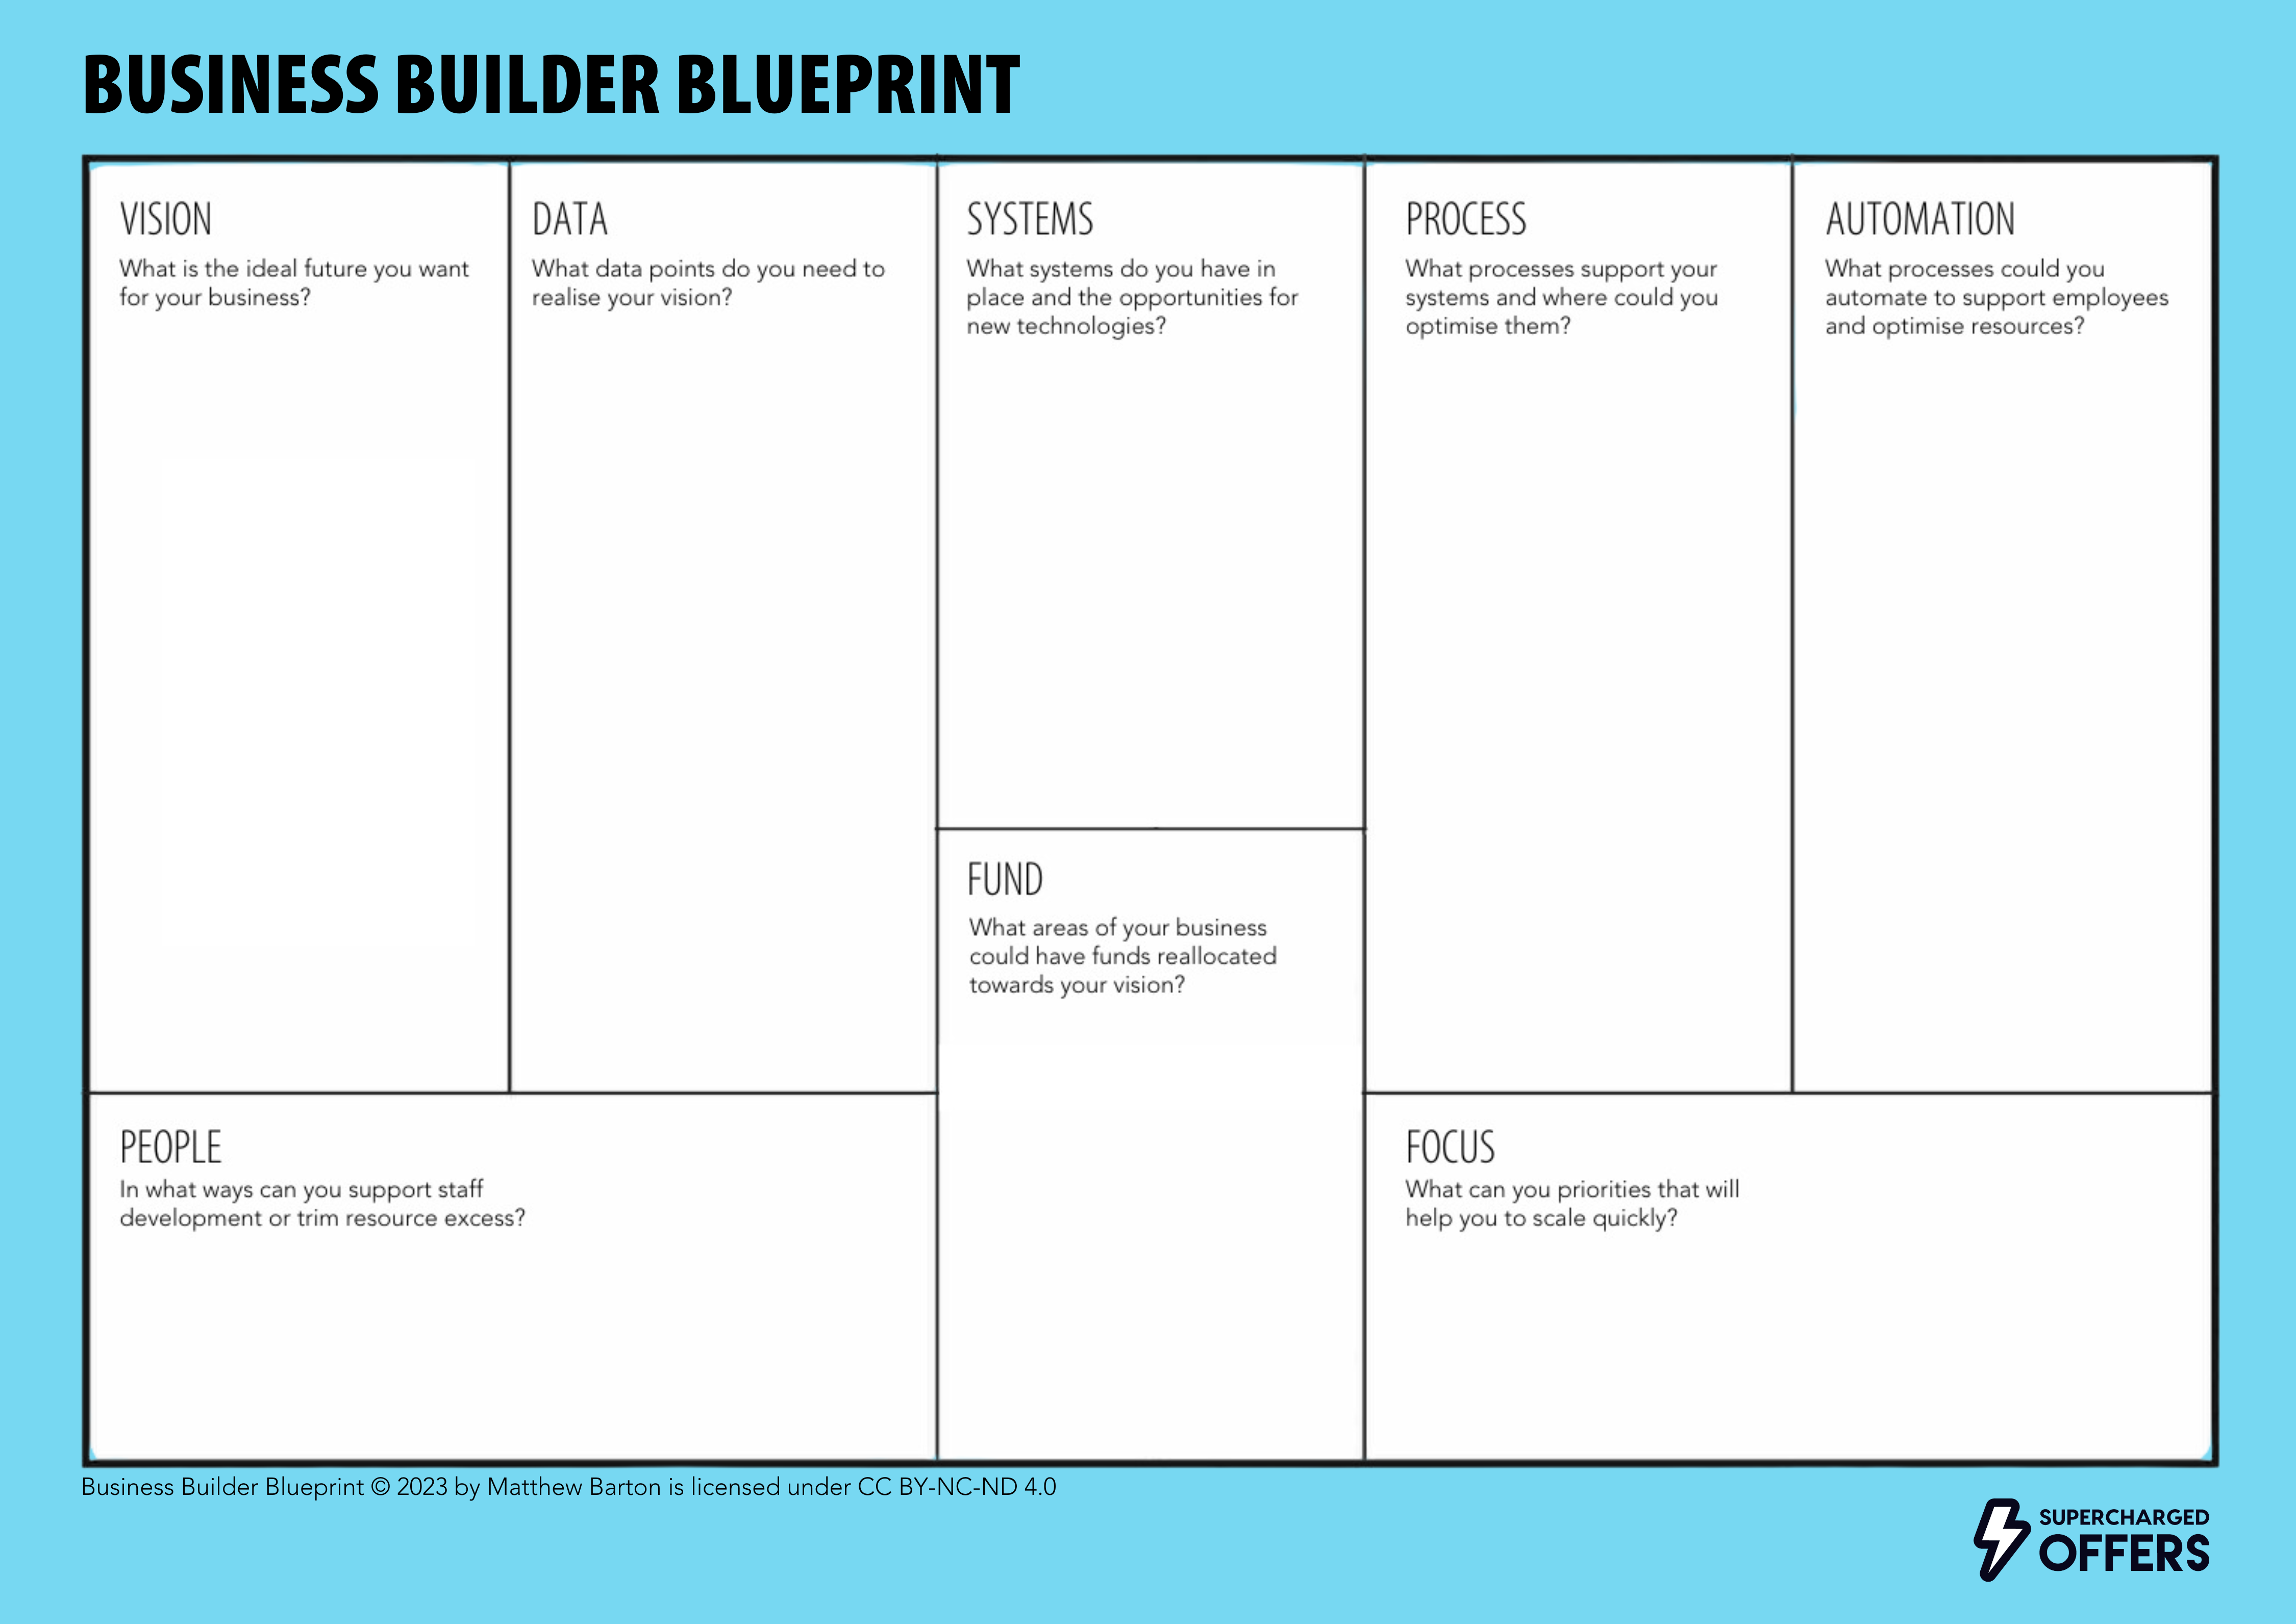 BUSINESS BUILDER BLUEPRINT
VISION
What is the ideal future you want
for your business?
DATA
What data points do you need to
realise your vision?
SYSTEMS
What systems do you have in
place and the opportunities for
new technologies?
PROCESS
What processes support your
systems and where could you
optimise them?
AUTOMATION
What processes could you
automate to support employees
and optimise resources?
FUND
What areas of your business
could have funds reallocated
towards your vision?
PEOPLE
In what ways can you support staff
development or trim resource excess?
FOCUS
What can you priorities that will
help you to scale quickly?
Business Builder Blueprint © 2023 by Matthew Barton is licensed under CC BY-NC-ND 4.0
SUPERCHARGED
OFFERS